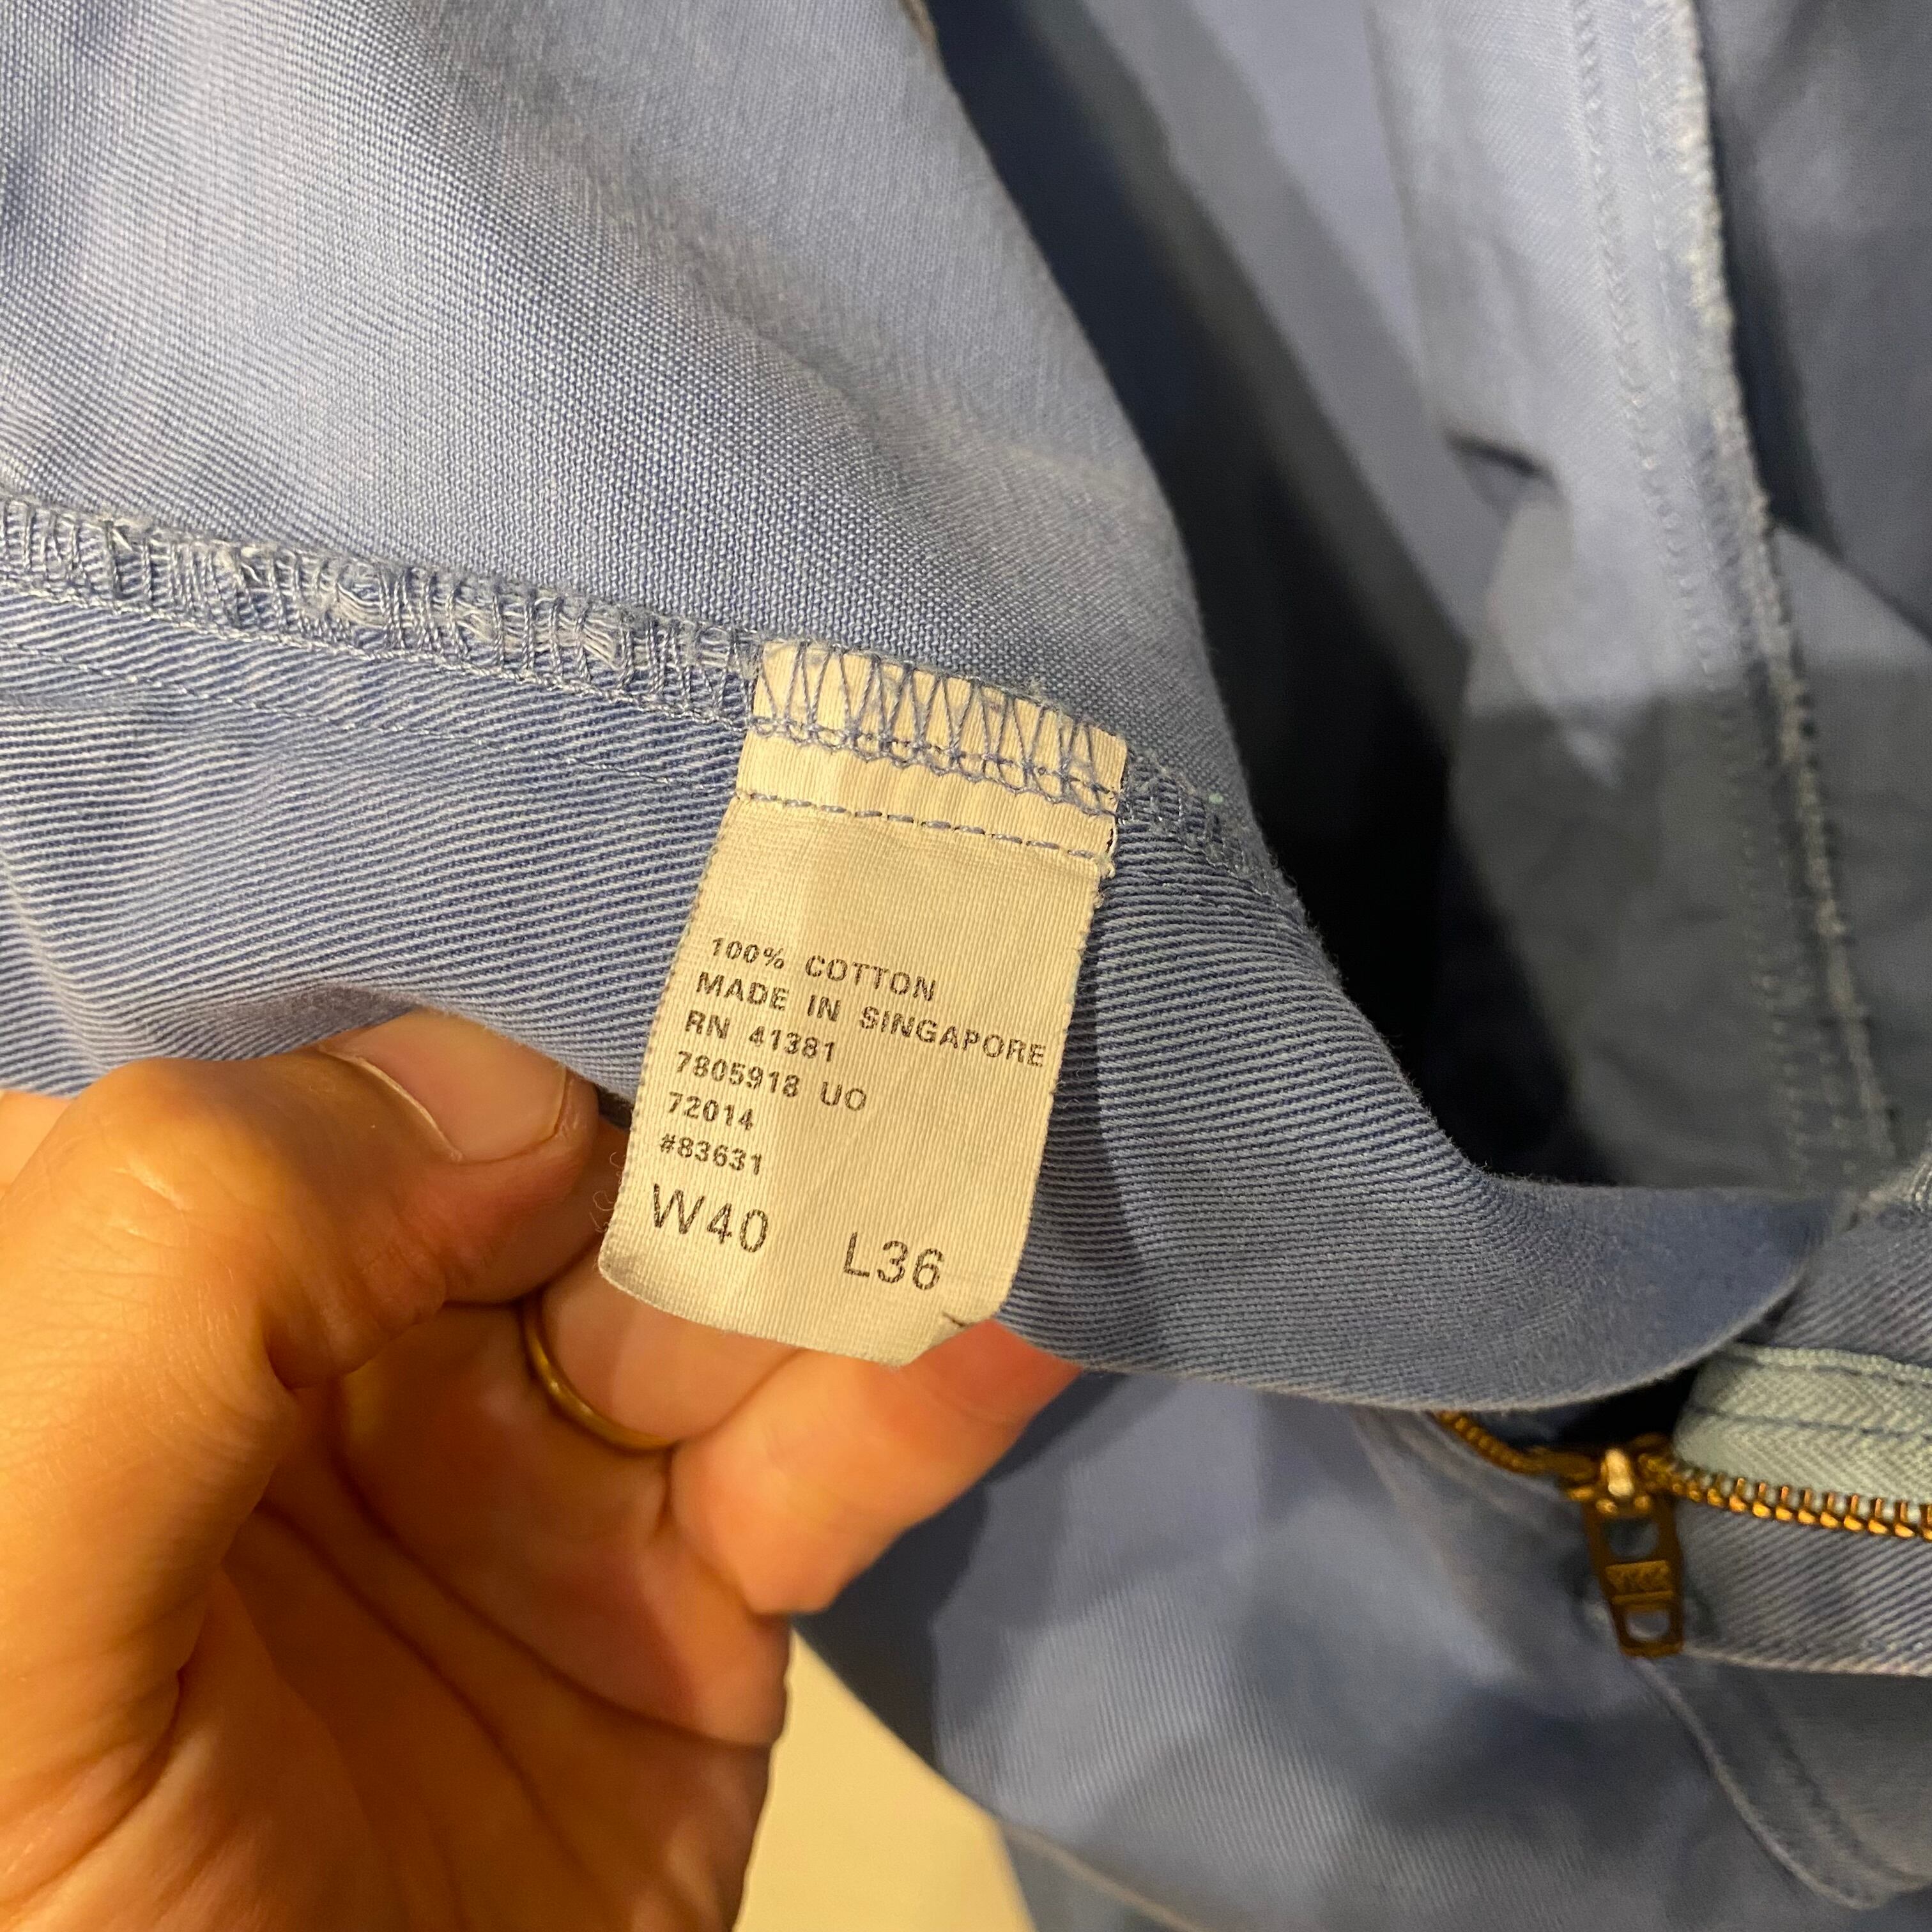 100% COTTON
MADE IN SINGAPORE
RN 41381
7805918 UO
72014
#83631
W40 L36